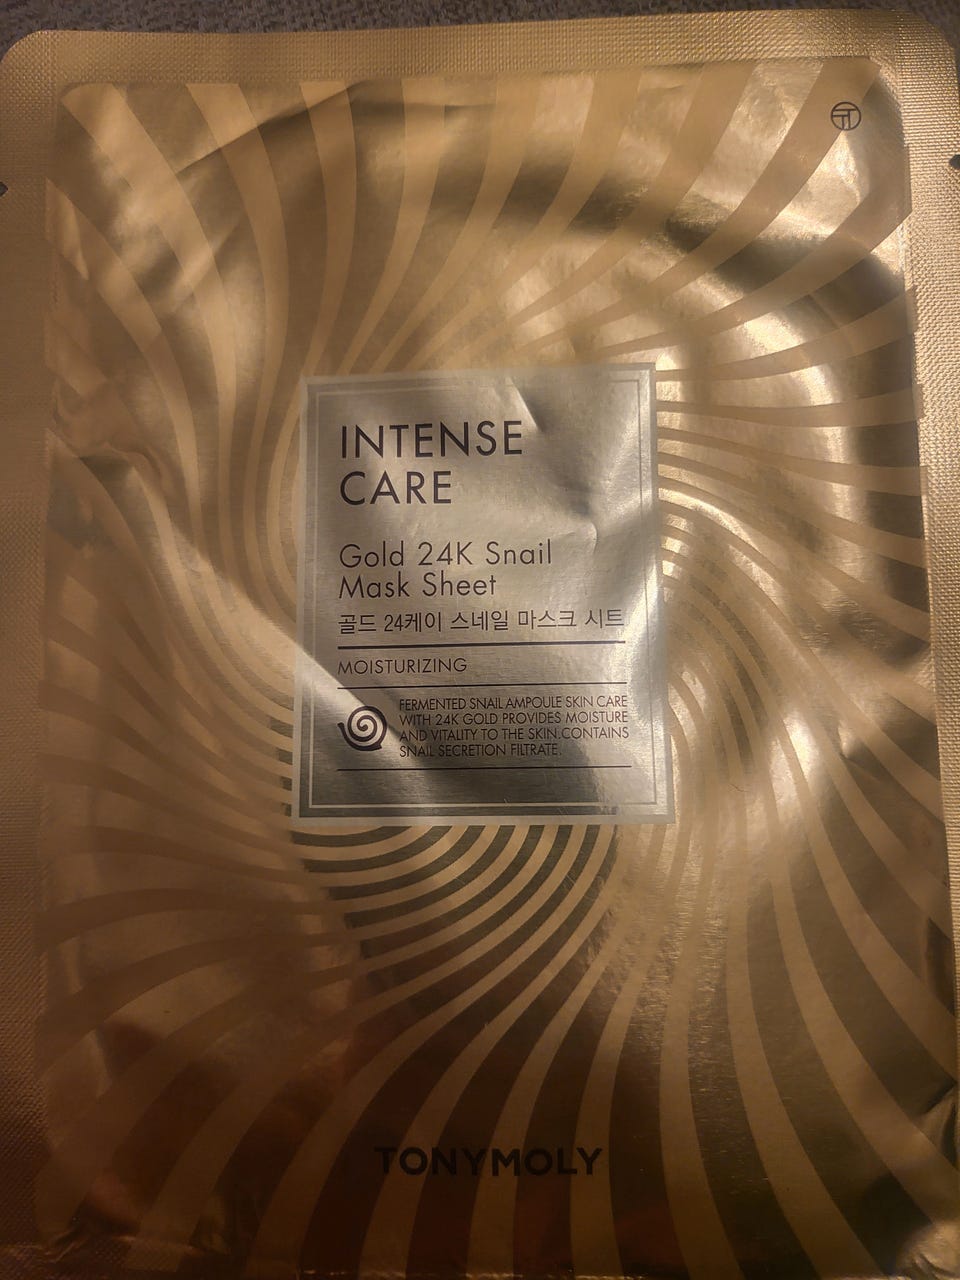 INTENSE
CARE
Gold 24K Snail
Mask Sheet
골드 24케이 스네일 마스크 시트
MOISTURIZING
FERMENTED SNAIL AMPOULE SKIN CARE
WITH 24K GOLD PROVIDES MOISTURE
AND VITALITY TO THE SKIN.CONTAINS
SNAIL SECRETION FILTRATE.
TONYMOLY